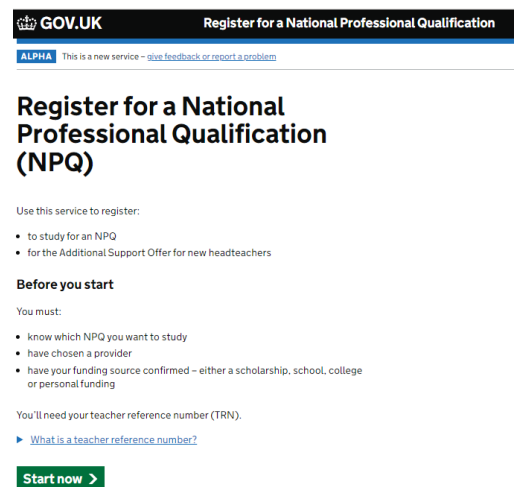 GOV.UK Register for a National Professional Qualification
ALPHA This is a new service – give feedback or report a problem
Register for a National
Professional Qualification
(NPQ)
Use this service to register:
• to study for an NPQ
• for the Additional Support Offer for new headteachers
Before you start
You must:
• know which NPQ you want to study
• have chosen a provider
• have your funding source confirmed – either a scholarship, school, college
or personal funding
You'll need your teacher reference number (TRN).
What is a teacher reference number?
Start now